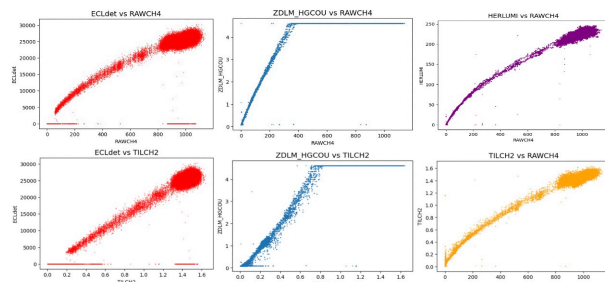 ECLdet vs RAWCH4
ZDLM_HGCOU vs RAWCH4
HERLUMI vs RAWCH4
ECLdet
30000
25000
20000
15000
10000
5000
0
0 200 400 600 800 1000
RAWCH4
ZDLM_HGCOU
4
3
2
1
0
0 200 400 600 800 1000
RAWCH4
HERLUMI
250
200
150
100
50
0
0 200 400 600 800 1000
RAWCH4
ECLdet vs TILCH2
ZDLM_HGCOU vs TILCH2
TILCH2 vs RAWCH4
ECLdet
30000
25000
20000
15000
10000
5000
0
0.0 0.2 0.4 0.6 0.8 1.0 1.2 1.4 1.6
TILCH2
ZDLM_HGCOU
4
3
2
1
0
0.0 0.2 0.4 0.6 0.8 1.0 1.2 1.4 1.6
TILCH2
TILCH2
1.6
1.4
1.2
1.0
0.8
0.6
0.4
0.2
0.0
0 200 400 600 800 1000
RAWCH4